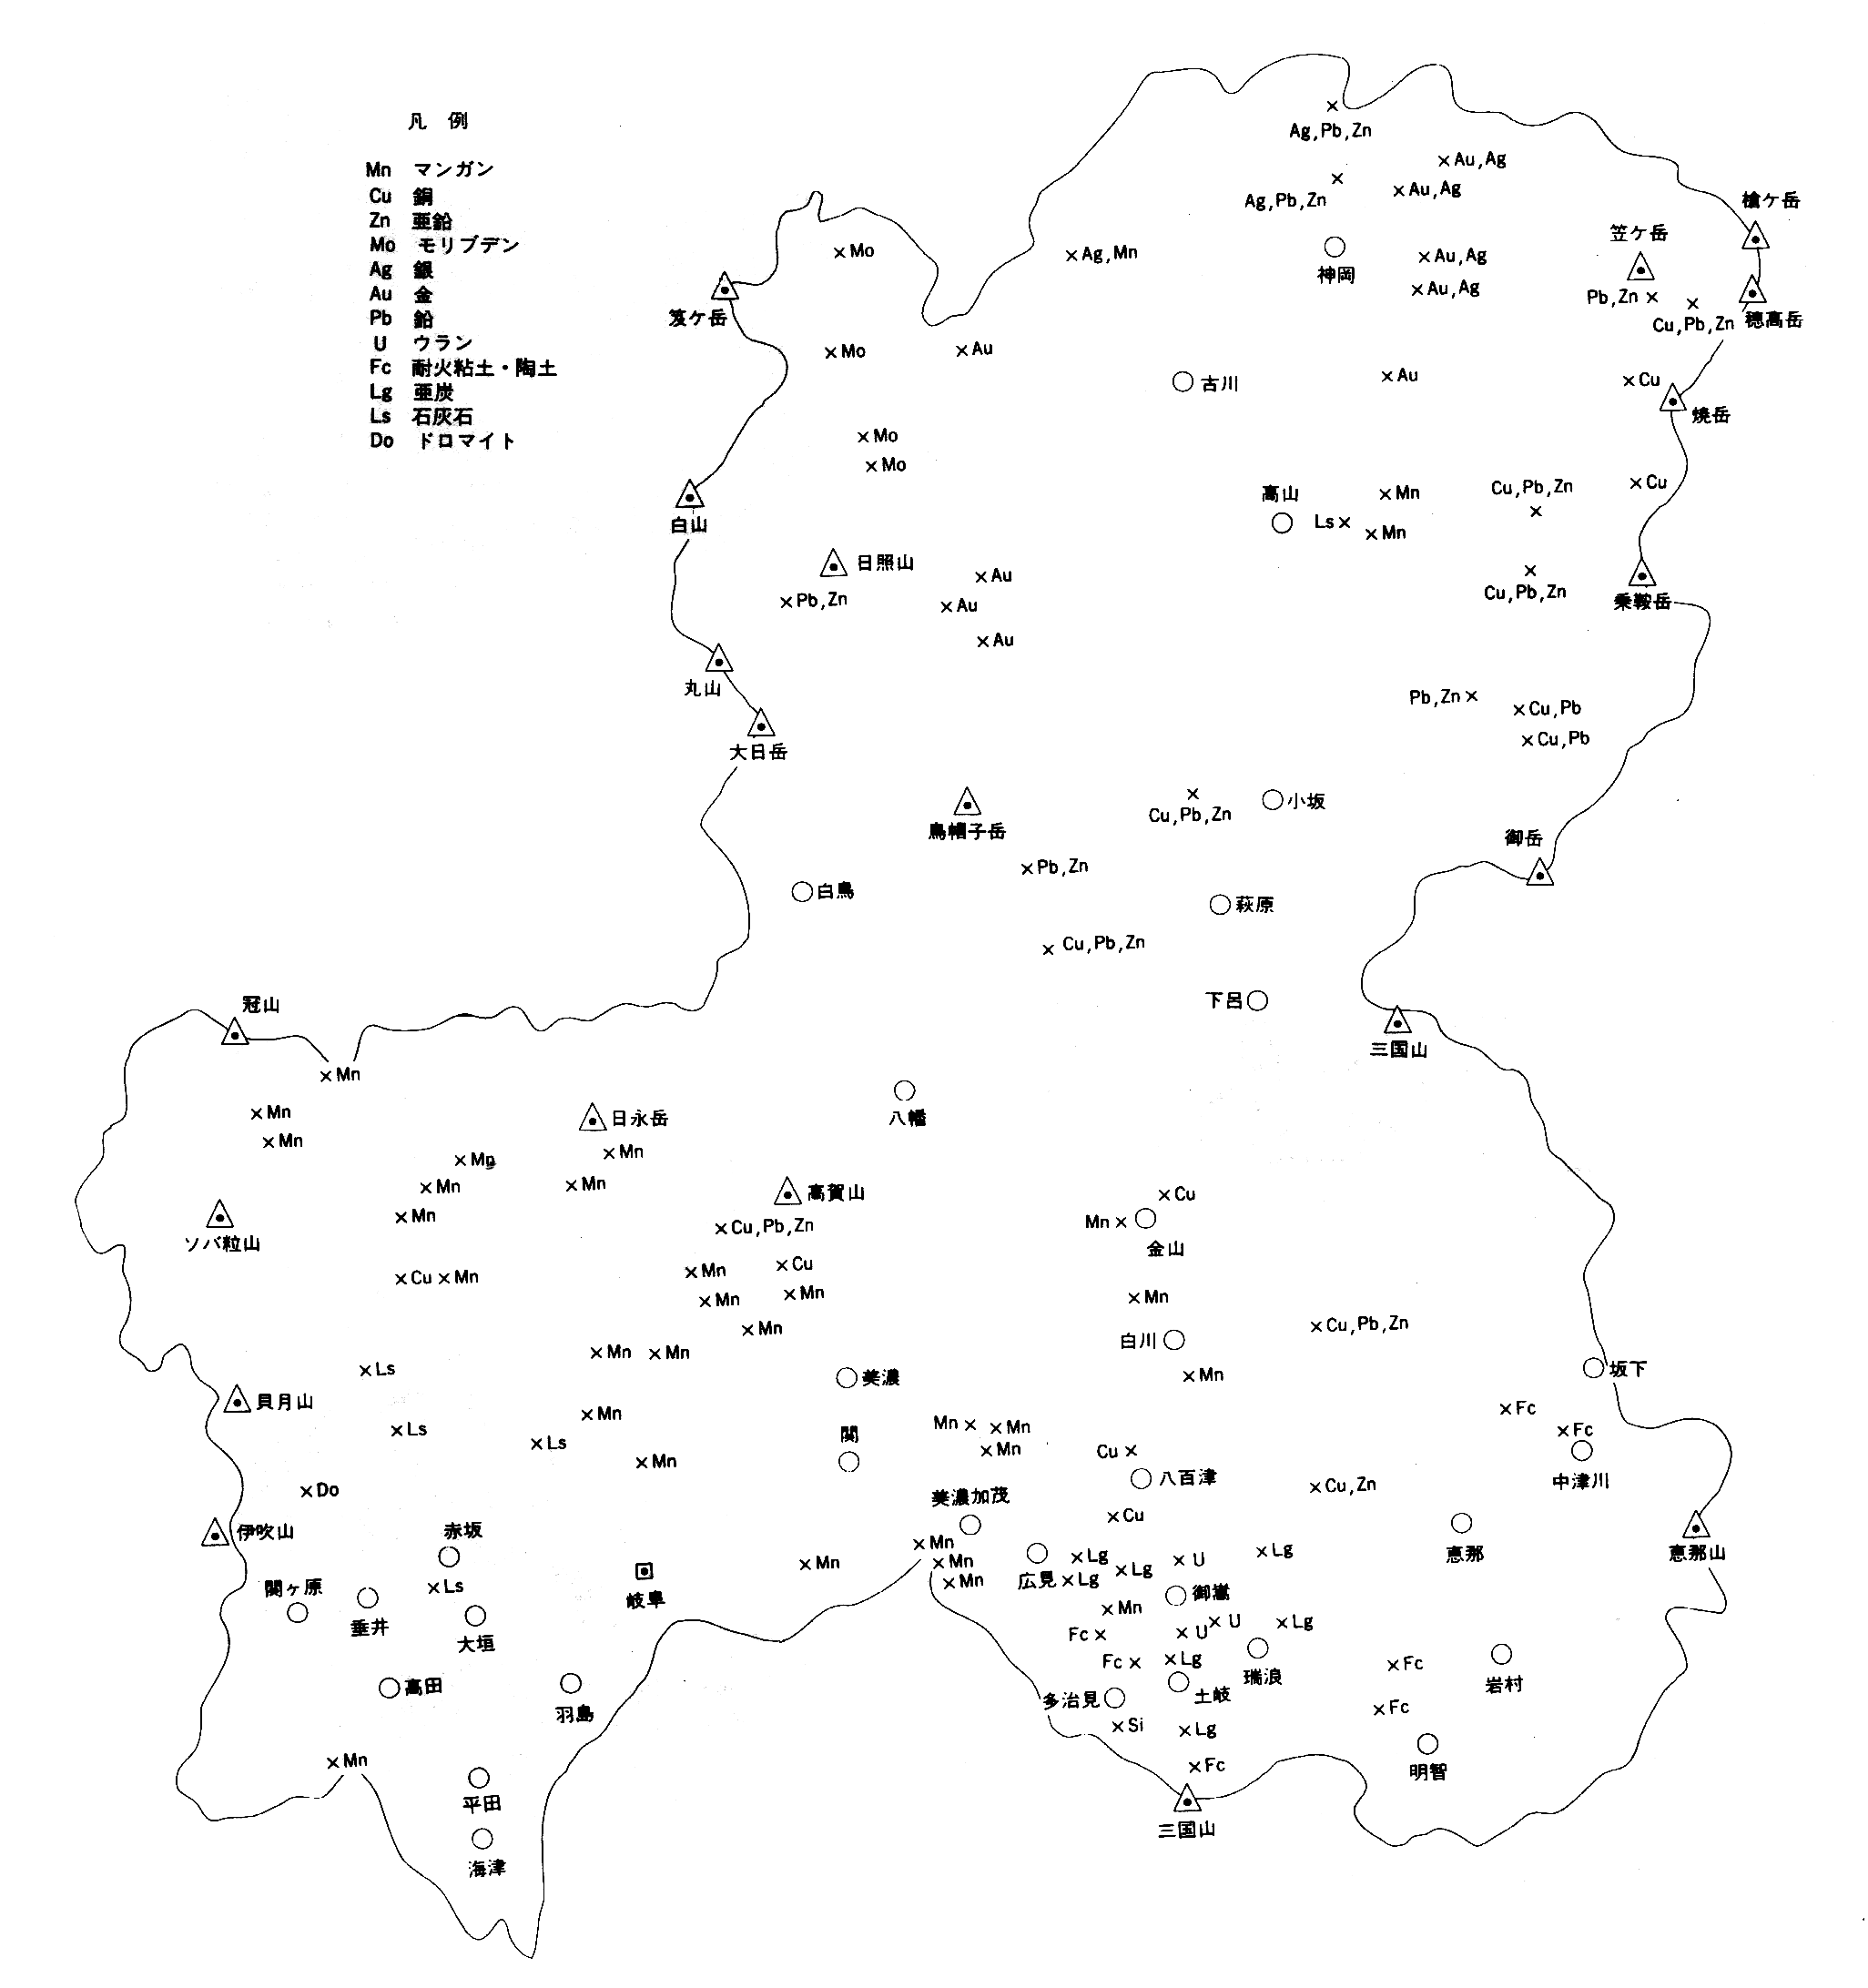 凡 例
Mn マンガン
Cu 銅
Zn 亜鉛
Mo モリブデン
Ag 銀
Au 金
Pb 鉛
U ウラン
Fc 耐火粘土・陶土
Lg 亜炭
Ls 石灰石
Do ドロマイト
Ag,Pb,Zn
×Au,Ag
×Au,Ag
Ag,Pb,Zn
槍ケ岳
笠ケ岳
×Mo
×Ag,Mn
神岡
×Au,Ag
×Au,Ag
Pb,Zn×
Cu,Pb,Zn
穂高岳
笈ケ岳
×Mo
×Au
古川
×Au
×Cu
焼岳
×Mo
×Mo
高山
×Mn
Ls×
×Mn
Cu,Pb,Zn
×Cu
白山
日照山
×Au
×Pb,Zn
×Au
Cu,Pb,Zn
乗鞍岳
×Au
丸山
Pb,Zn×
×Cu,Pb
×Cu,Pb
大日岳
烏帽子岳
Cu,Pb,Zn
小坂
御岳
×Pb,Zn
白鳥
萩原
×Cu,Pb,Zn
下呂
冠山
三国山
×Mn
×Mn
×Mn
日永岳
八幡
×Mn
×Mn
×Mn
×Mn
×Mn
高賀山
×Cu
ソバ粒山
×Cu,Pb,Zn
Mn×
金山
×Cu×Mn
×Mn
×Cu
×Mn
×Mn
×Mn
×Mn
×Cu,Pb,Zn
白川
×Mn
×Mn
×Ls
美濃
×Mn
坂下
貝月山
×Ls
×Mn
×Ls
×Mn
関
Mn×
×Mn
×Mn
Cu×
×Fc
×Fc
中津川
×Do
八百津
×Cu,Zn
伊吹山
赤坂
美濃加茂
×Cu
恵那
恵那山
関ヶ原
垂井
×Ls
大垣
岐阜
×Mn
×Mn
×Mn
×Mn
広見
×Lg
×Lg
×Lg
×U
×Lg
御嵩
×Mn
×U
×Lg
Fc×
×U
Fc×
×Lg
瑞浪
×Fc
岩村
高田
羽島
多治見
土岐
×Fc
×Si
×Lg
明智
×Mn
×Fc
平田
三国山
海津